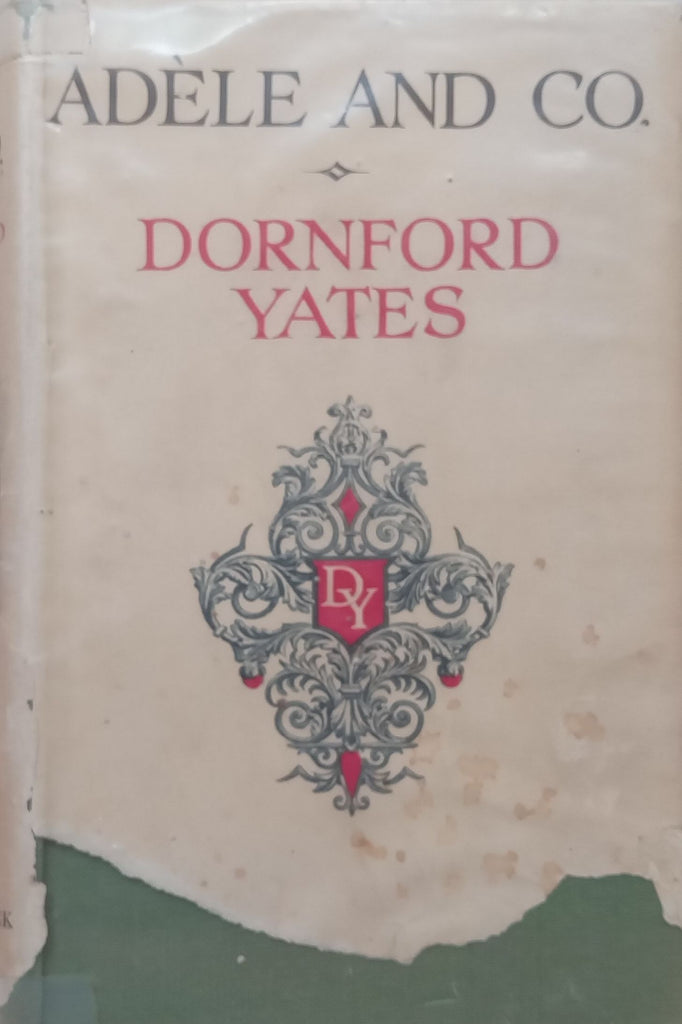 ADÈLE AND CO.
DORNFORD
YATES
DY